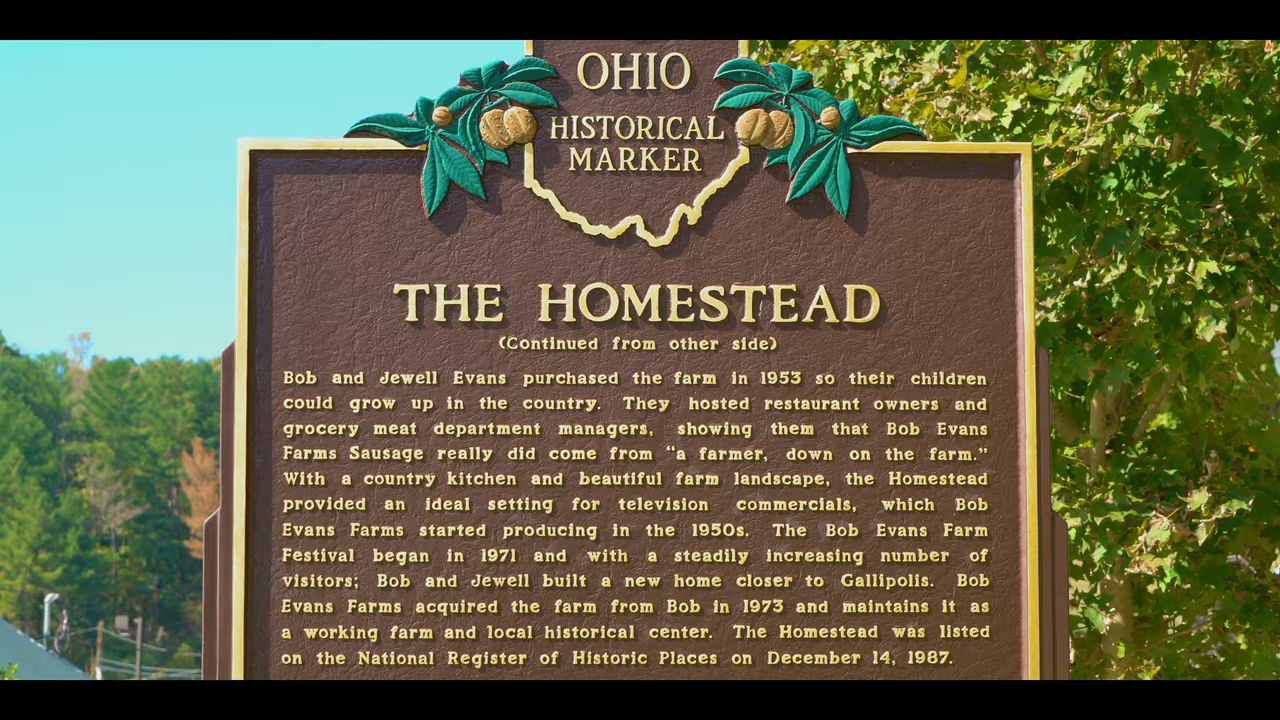 OHIO
HISTORICAL
MARKER
THE HOMESTEAD
(Continued from other side)
Bob and Jewell Evans purchased the farm in 1953 so their children
could grow up in the country. They hosted restaurant owners and
grocery meat department managers, showing them that Bob Evans
Farms Sausage really did come from “a farmer, down on the farm.”
With a country kitchen and beautiful farm landscape, the Homestead
provided an ideal setting for television commercials, which Bob
Evans Farms started producing in the 1950s. The Bob Evans Farm
Festival began in 1971 and with a steadily increasing number of
visitors; Bob and Jewell built a new home closer to Gallipolis. Bob
Evans Farms acquired the farm from Bob in 1973 and maintains it as
a working farm and local historical center. The Homestead was listed
on the National Register of Historic Places on December 14, 1987.